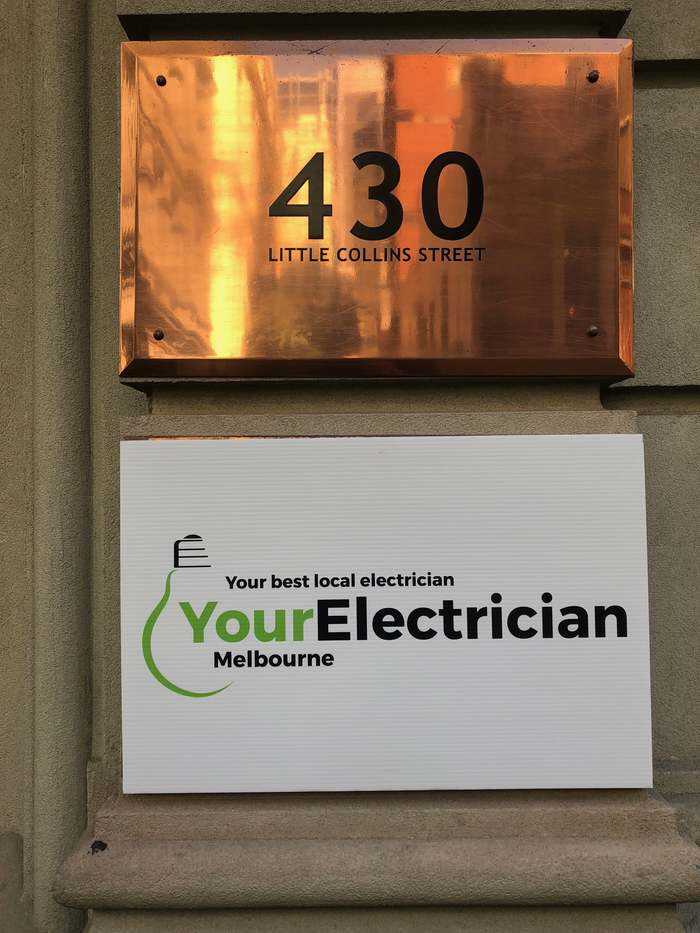 430
LITTLE COLLINS STREET
Your best local electrician
YourElectrician
Melbourne